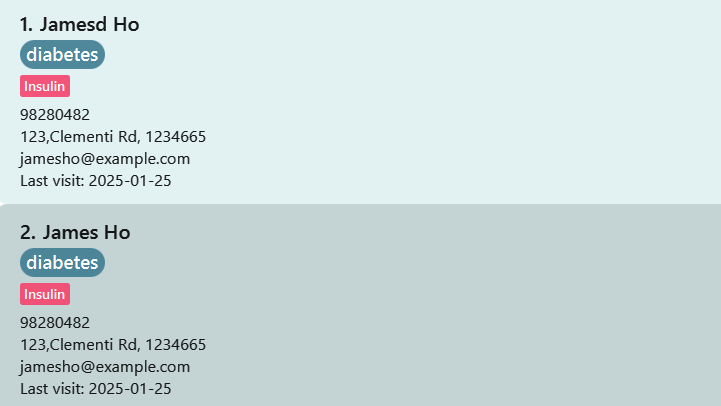 1. Jamesd Ho
diabetes
Insulin
98280482
123,Clementi Rd, 1234665
jamesho@example.com
Last visit: 2025-01-25
2. James Ho
diabetes
Insulin
98280482
123,Clementi Rd, 1234665
jamesho@example.com
Last visit: 2025-01-25